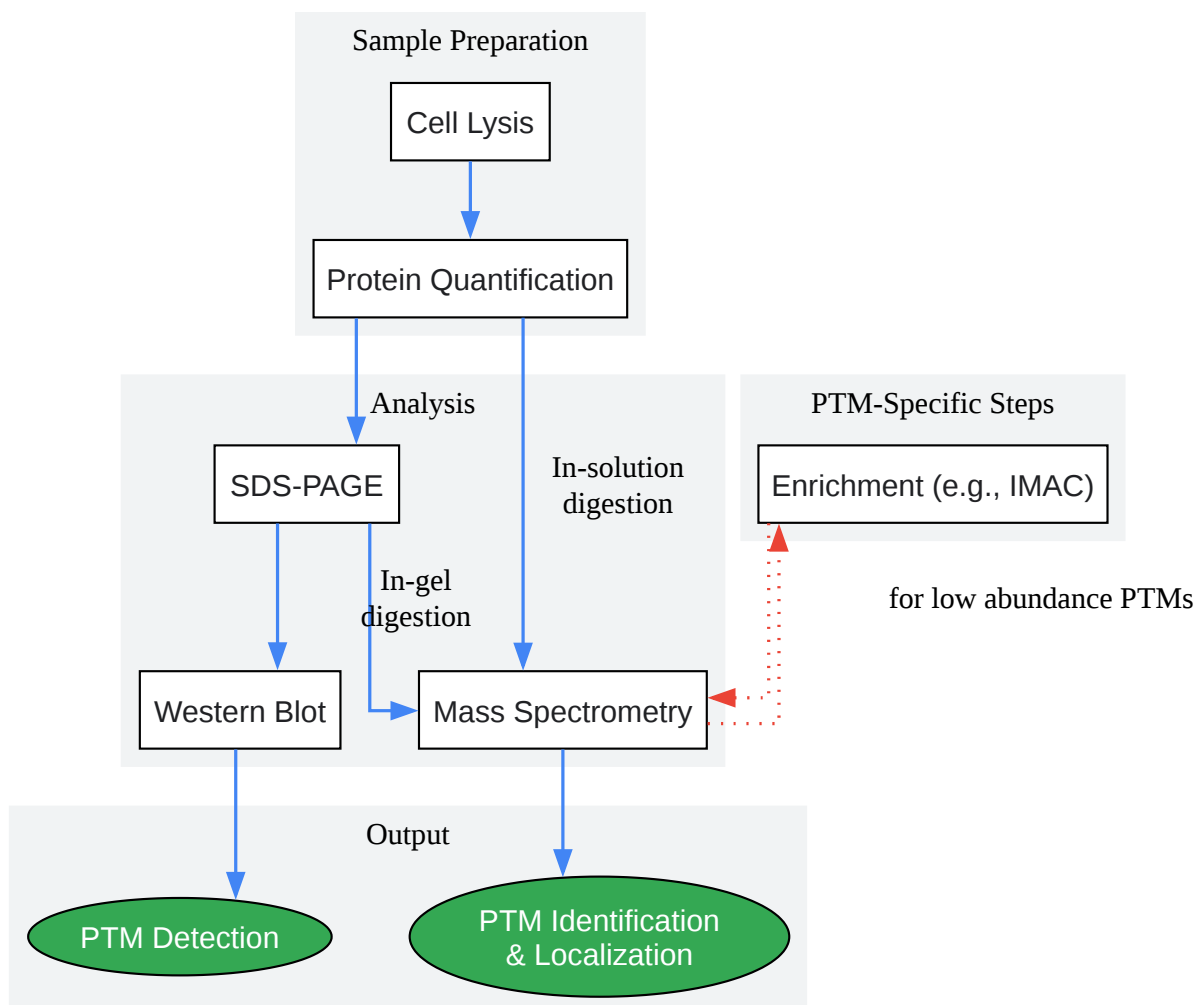 Sample Preparation
Cell Lysis
Protein Quantification
Analysis
PTM-Specific Steps
SDS-PAGE
In-solution
digestion
Enrichment (e.g., IMAC)
In-gel
digestion
for low abundance PTMs
Western Blot
Mass Spectrometry
Output
PTM Detection
PTM Identification
& Localization